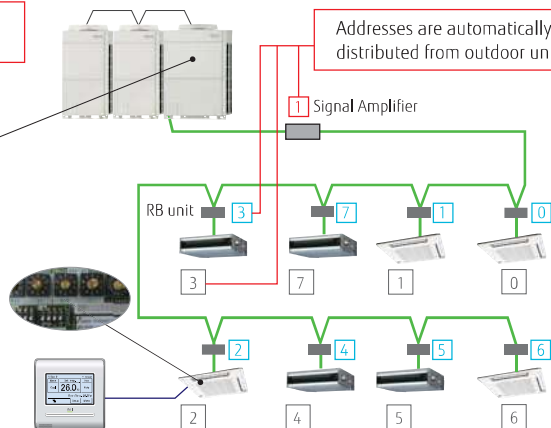 Addresses are automatically
distributed from outdoor un
1 Signal Amplifier
RB unit 3 7 1 0
3 7 1 0
2 4 5 6
26.0
2 4 5 6